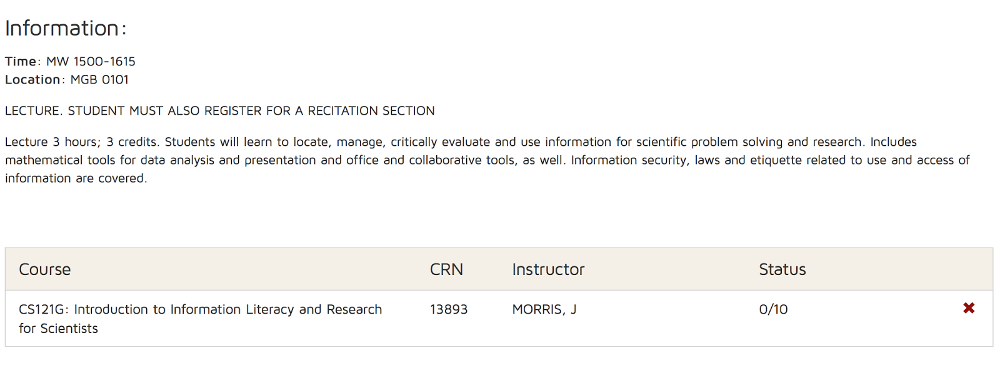 Information:
Time: MW 1500-1615
Location: MGB 0101
LECTURE. STUDENT MUST ALSO REGISTER FOR A RECITATION SECTION
Lecture 3 hours; 3 credits. Students will learn to locate, manage, critically evaluate and use information for scientific problem solving and research. Includes
mathematical tools for data analysis and presentation and office and collaborative tools, as well. Information security, laws and etiquette related to use and access of
information are covered.
Course CRN Instructor Status
CS121G: Introduction to Information Literacy and Research 13893 MORRIS, J 0/10
for Scientists